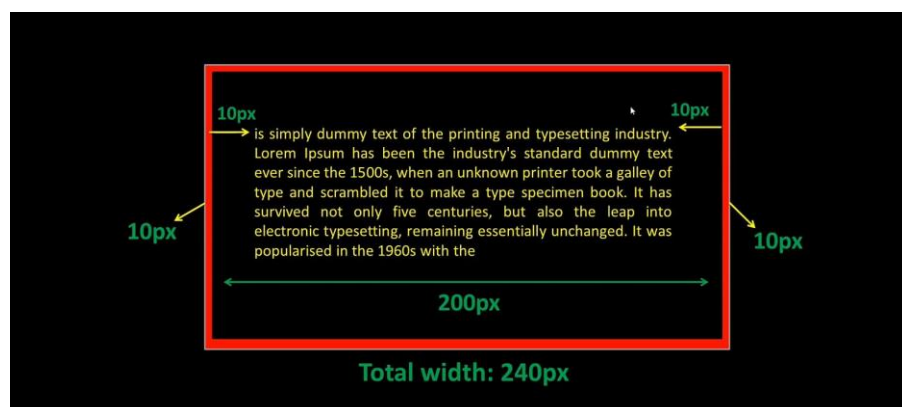 10px
10px
is simply dummy text of the printing and typesetting industry.
Lorem Ipsum has been the industry's standard dummy text
ever since the 1500s, when an unknown printer took a galley of
type and scrambled it to make a type specimen book. It has
survived not only five centuries, but also the leap into
electronic typesetting, remaining essentially unchanged. It was
popularised in the 1960s with the
10px
10px
200px
Total width: 240px